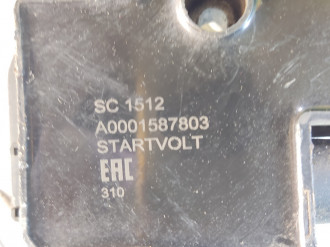 SC 1512
A0001587803
STARTVOLT
EAC
310